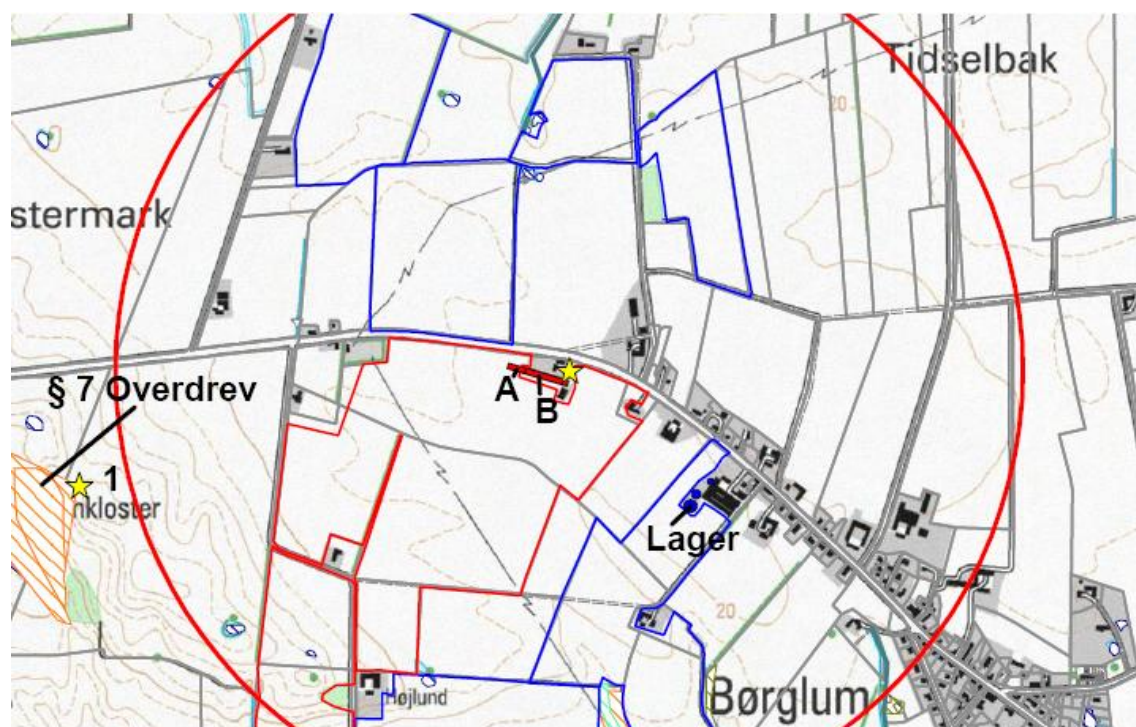 Tidselbak
20
stermark
A
B
§ 7 Overdrev
1
nkloster
Lager
20
Højlund
Børglum